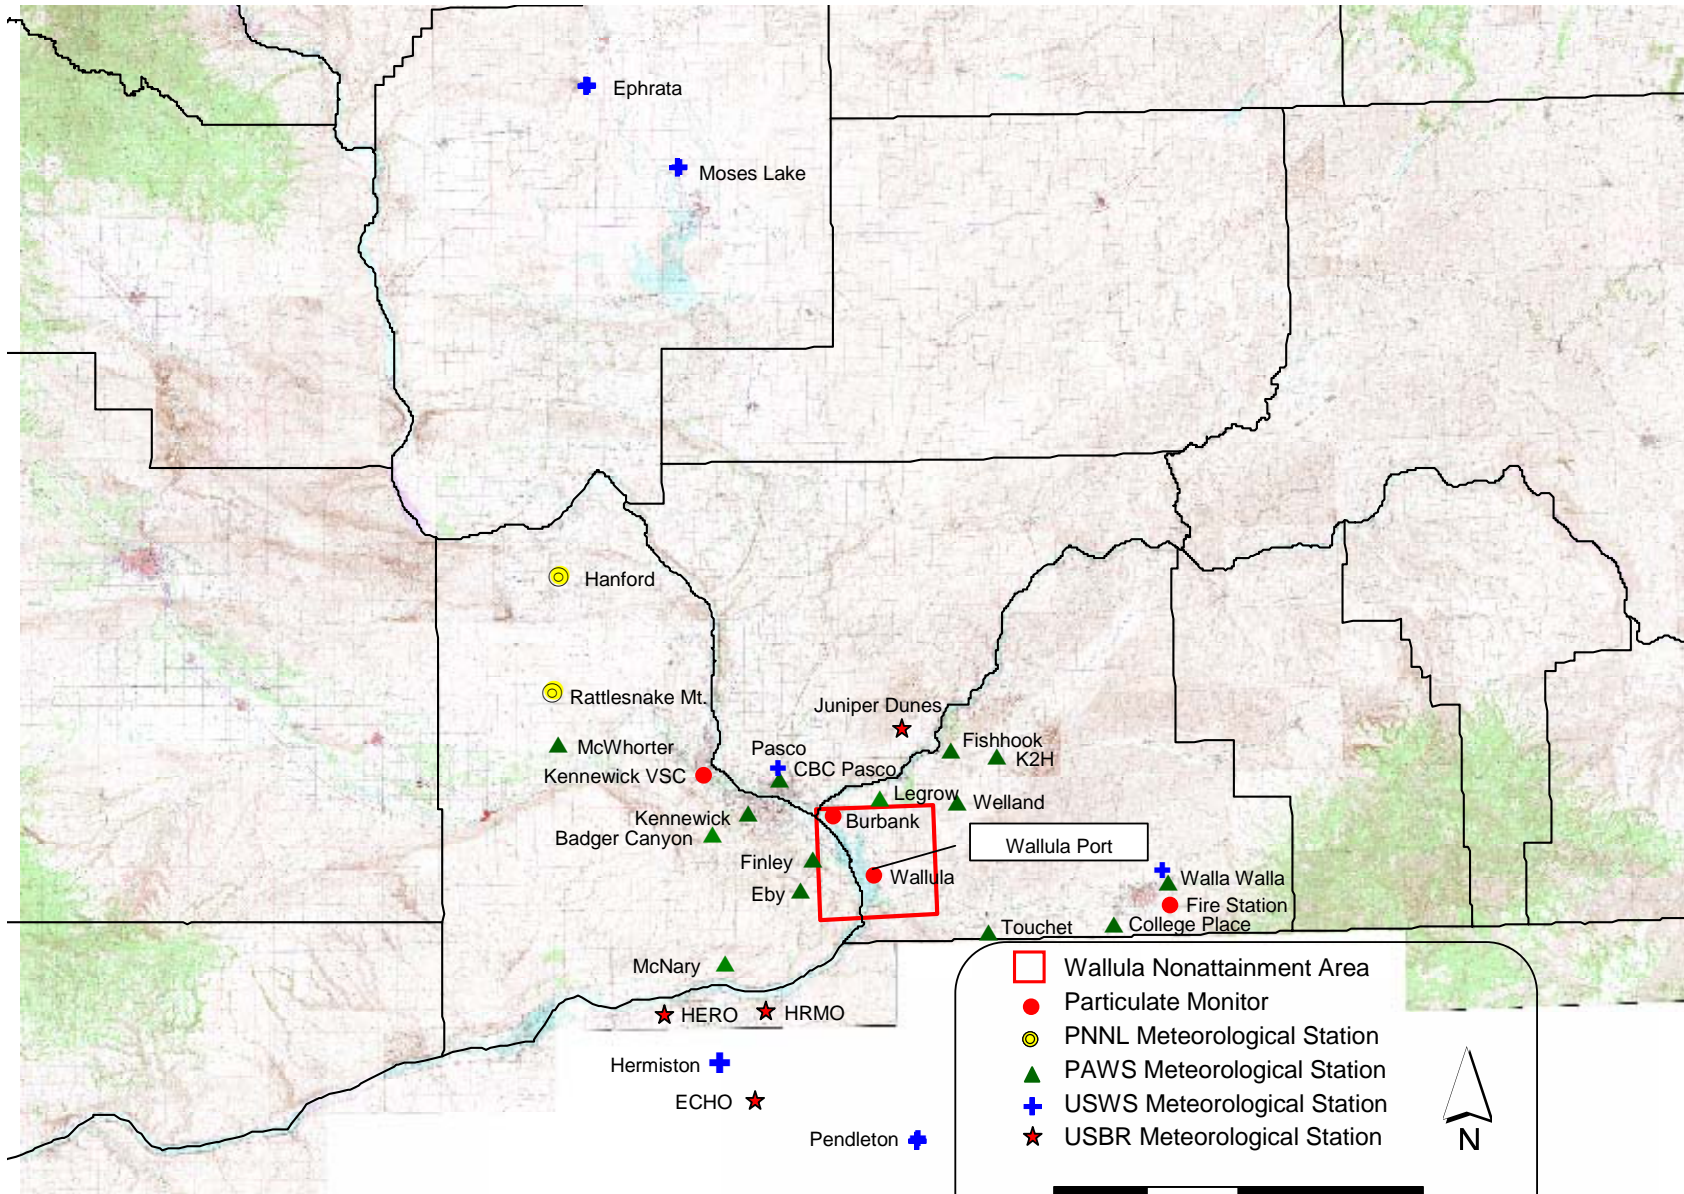 Ephrata
Moses Lake
Hanford
Rattlesnake Mt.
Juniper Dunes
McWhorter
Pasco
Fishhook
K2H
Kennewick VSC
CBC Pasco
Legrow
Welland
Kennewick
Burbank
Badger Canyon
Wallula Port
Finley
Wallula
Walla Walla
Eby
Fire Station
Touchet
College Place
McNary
Wallula Nonattainment Area
Particulate Monitor
HERO
HRMO
PNNL Meteorological Station
Hermiston
PAWS Meteorological Station
ECHO
USWS Meteorological Station
Pendleton
USBR Meteorological Station
N